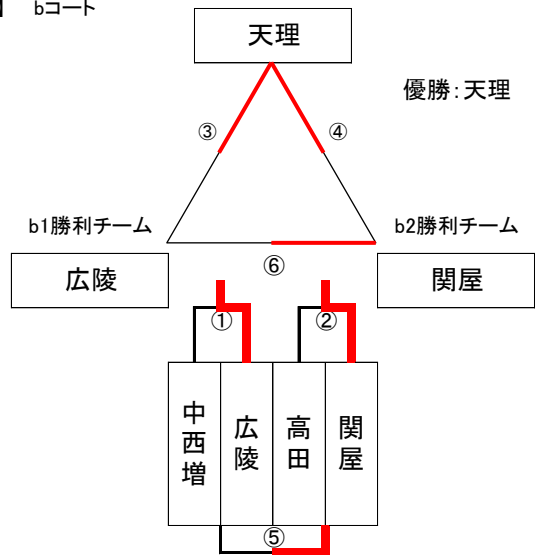 bコート
天理
優勝：天理
③
④
b1勝利チーム
b2勝利チーム
広陵
⑥
関屋
①
②
中西増
広陵
高田
関屋
⑤